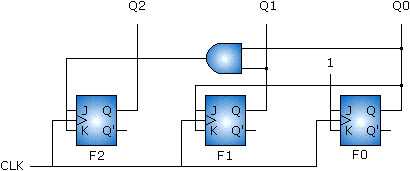 Q2 Q1 Q0
1
J Q J Q J Q
K Q' K Q' K Q'
F2 F1 F0
CLK